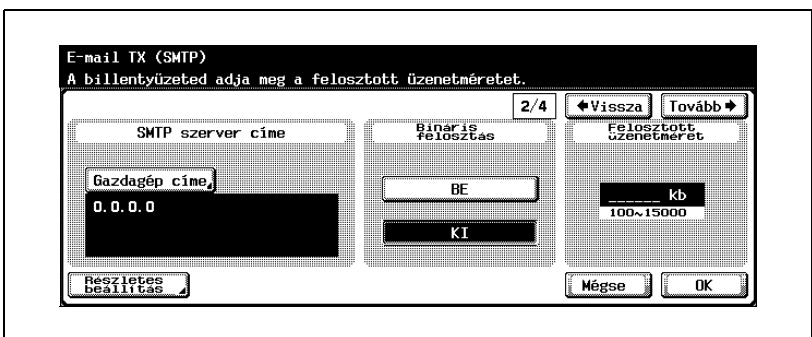 E-mail TX (SMTP)
A billentyűzeted adja meg a felosztott üzenetméretet.
2/4
Vissza
Tovább
SMTP szerver címe
Bináris
felosztás
Felosztott
üzenetméret
Gazdagép címe
0.0.0.0
BE
KI
______ kb
100~15000
Részletes
beállítás
Mégse
OK